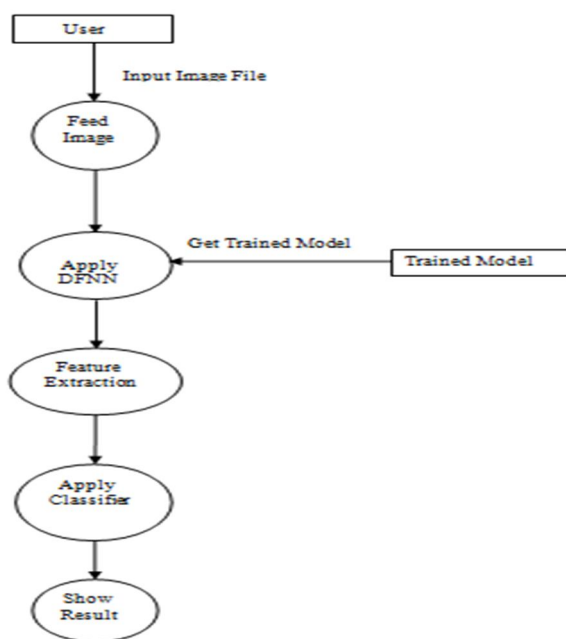 User
Input Image File
Feed
Image
Get Trained Model
Trained Model
Apply
DFNN
Feature
Extraction
Apply
Classifier
Show
Result